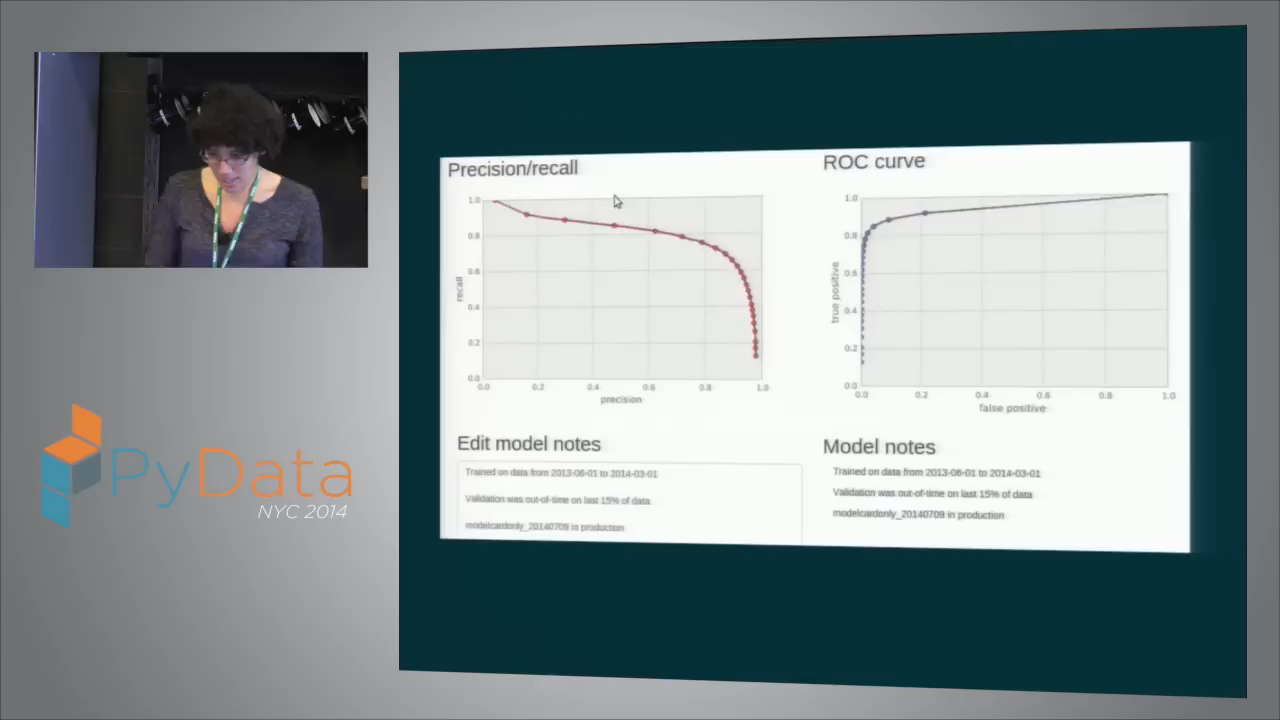 Precision/recall
1.0
0.8
0.6
0.4
0.2
0.0
recall
0.0 0.2 0.4 0.6 0.8 1.0
precision
ROC curve
1.0
0.8
0.6
0.4
0.2
0.0
true positive
0.0 0.2 0.4 0.6 0.8 1.0
false positive
Edit model notes
Trained on data from 2013-06-01 to 2014-03-01
Validation was out-of-time on last 15% of data.
modelcardonly_20140709 in production
Model notes
Trained on data from 2013-06-01 to 2014-03-01
Validation was out-of-time on last 15% of data
modelcardonly_20140709 in production
PyData
NYC 2014